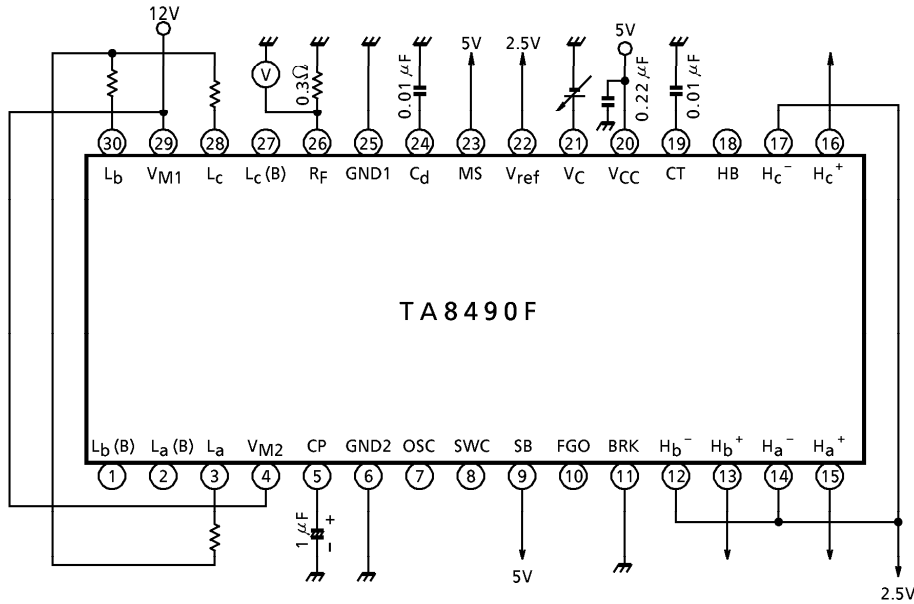 12V
5V 2.5V 5V
V 0.3Ω 0.01 μF 0.22 μF 0.01 μF
30 29 28 27 26 25 24 23 22 21 20 19 18 17 16
Lb VM1 Lc Lc (B) RF GND1 Cd MS Vref VC VCC CT HB Hc− Hc+
TA8490F
Lb (B) La (B) La VM2 CP GND2 OSC SWC SB FGO BRK Hb− Hb+ Ha− Ha+
1 2 3 4 5 6 7 8 9 10 11 12 13 14 15
1 μF + −
5V
2.5V